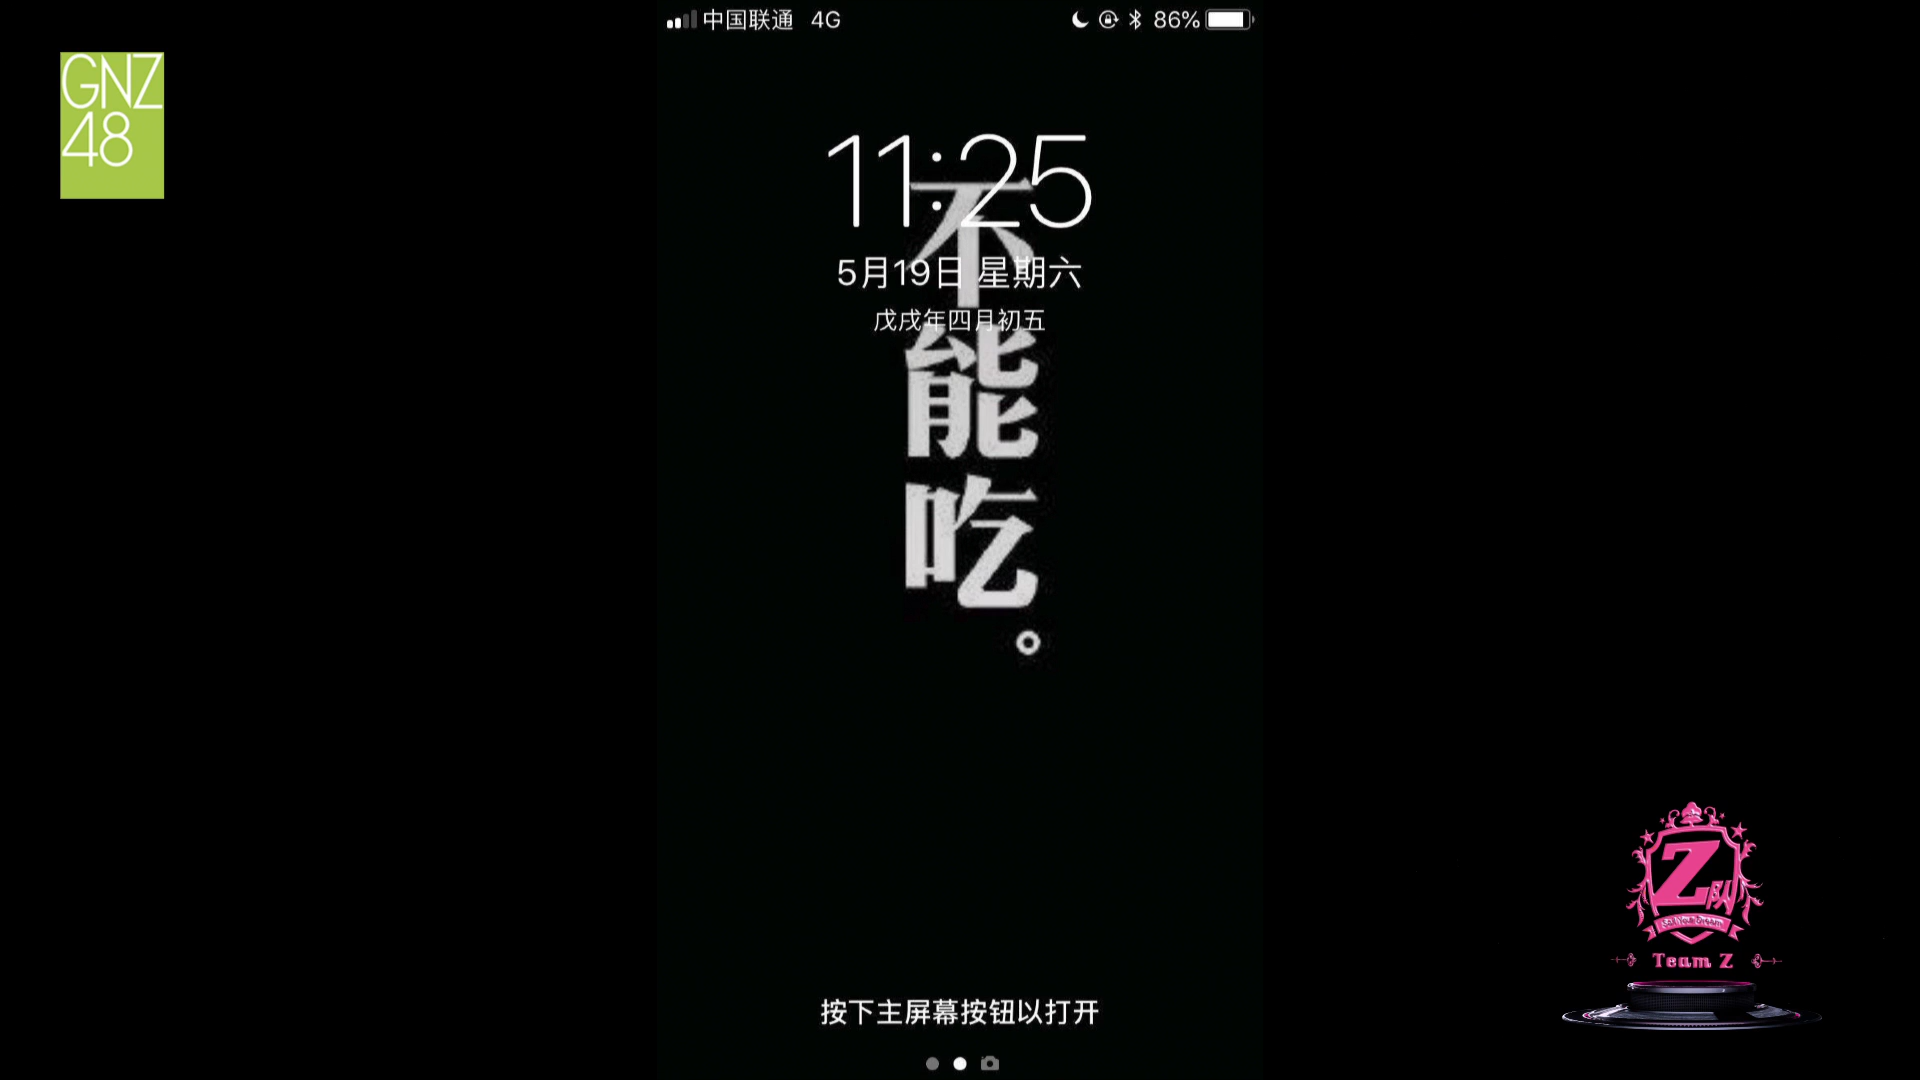 中国联通 4G 86%
GNZ
48
11:25
5月19日 星期六
戊戌年四月初五
不
能
吃
。
Z队
Team Z
按下主屏幕按钮以打开